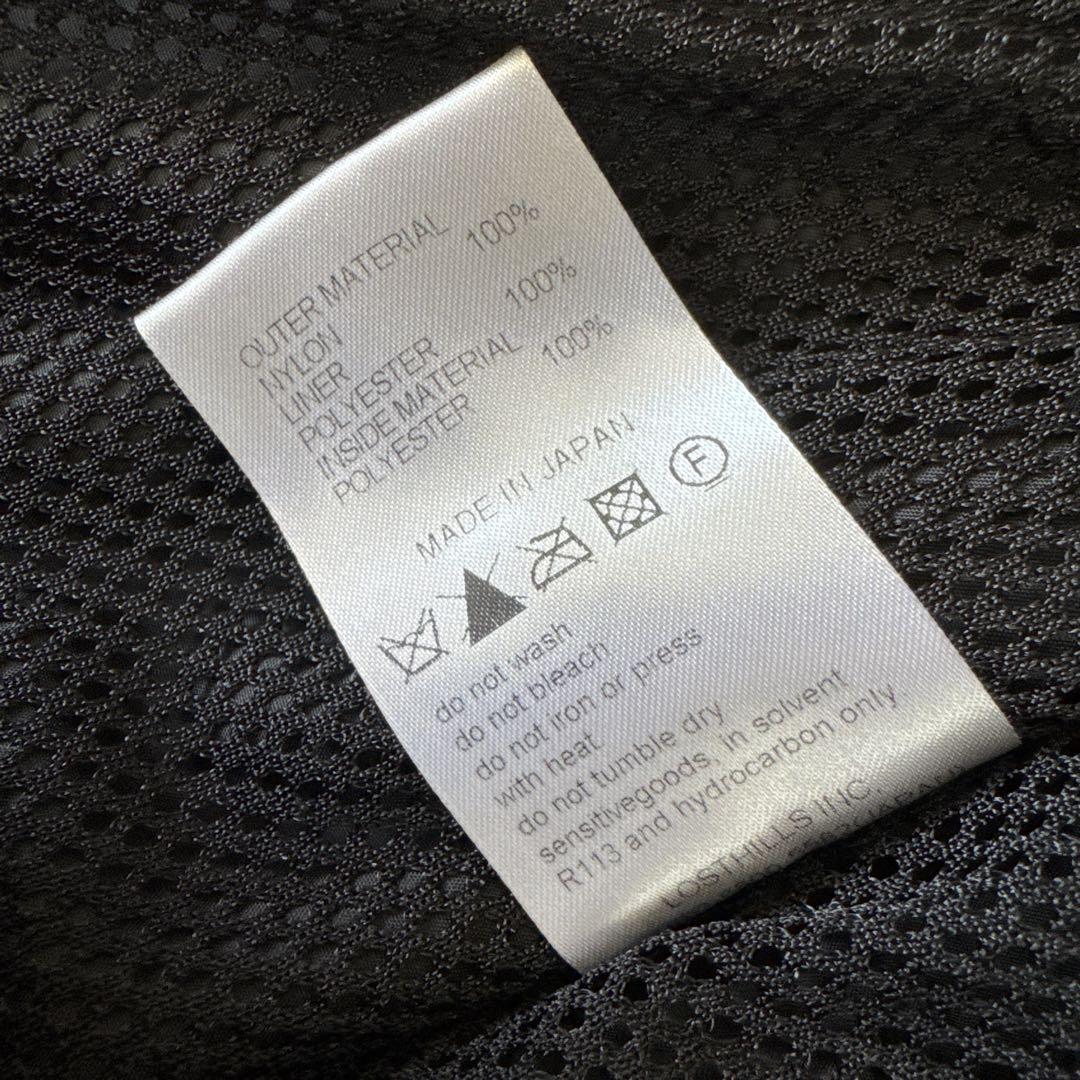 OUTER MATERIAL
NYLON 100%
LINER
POLYESTER 100%
INSIDE MATERIAL
POLYESTER 100%
MADE IN JAPAN
F
do not wash
do not bleach
do not iron or press
with heat
do not tumble dry
sensitivegoods, in solvent
R113 and hydrocarbon only
LOSTHILLS INC.